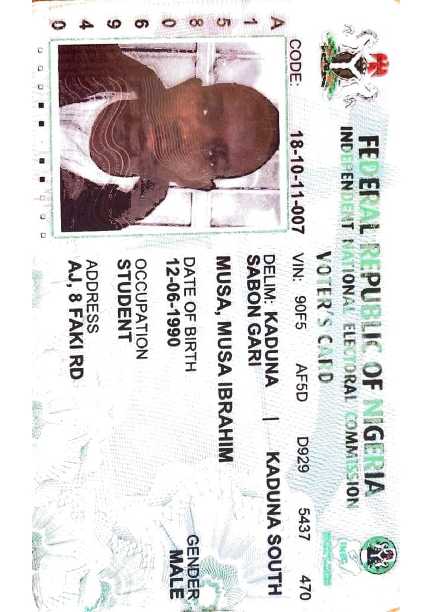 FEDERAL REPUBLIC OF NIGERIA
INDEPENDENT NATIONAL ELECTORAL COMMISSION
VOTER'S CARD
CODE: 18-10-11-007 VIN: 90F5 AF5D D929 5437 470
A
1
5
8
6
9
4
0
DELIM: KADUNA | KADUNA SOUTH
SABON GARI
MUSA, MUSA IBRAHIM
DATE OF BIRTH GENDER
12-06-1990 MALE
OCCUPATION
STUDENT
ADDRESS
AJ, 8 FAKI RD